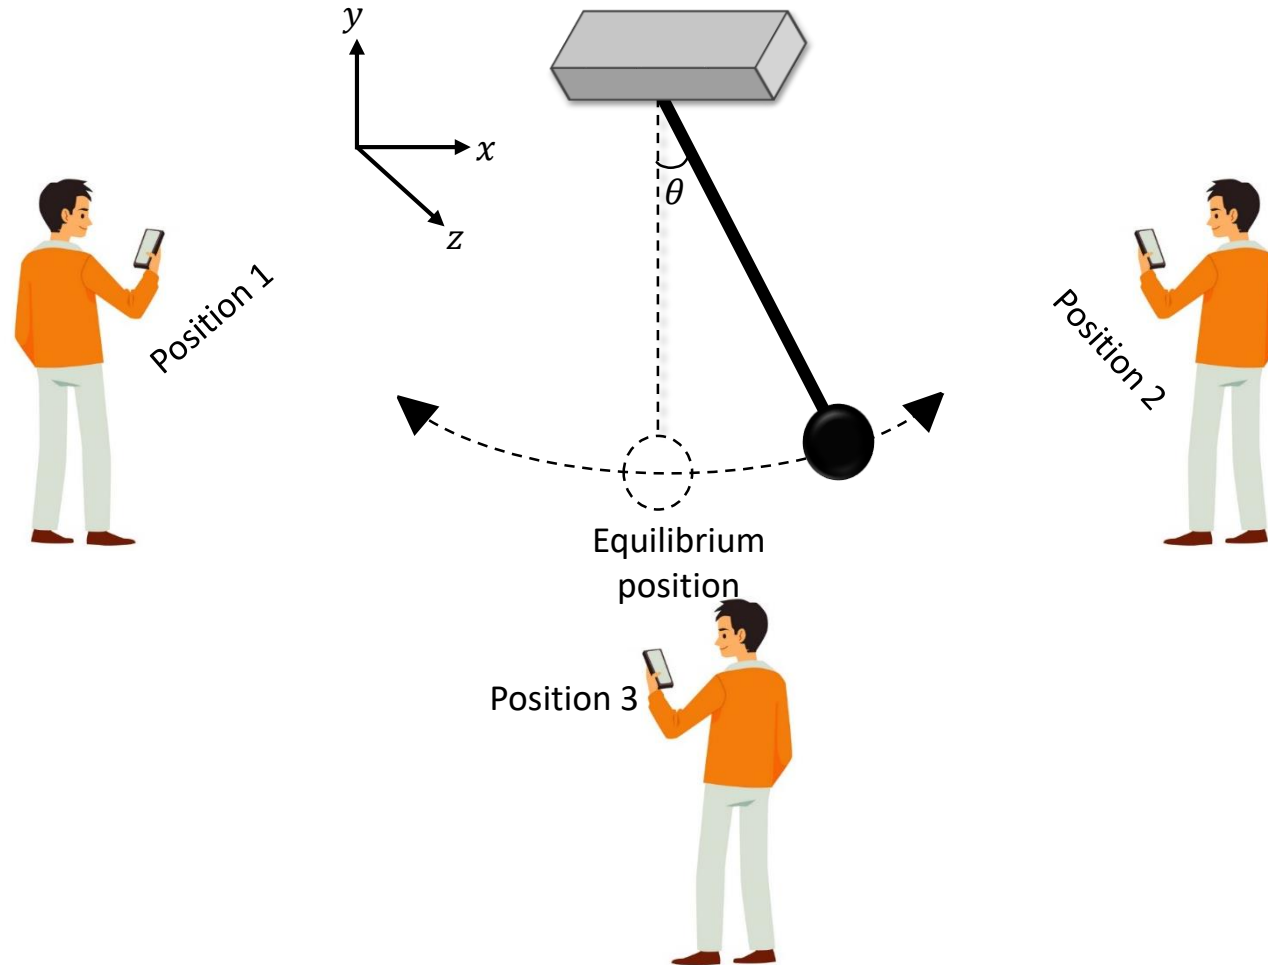 y
x
z
θ
Position 1
Position 2
Equilibrium
position
Position 3